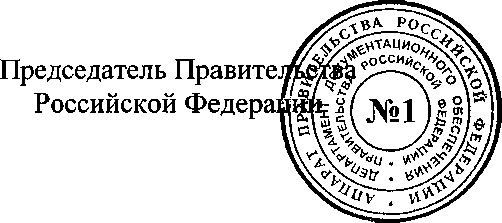 Председатель Правительства
Российской Федерации
АППАРАТ ПРАВИТЕЛЬСТВА РОССИЙСКОЙ ФЕДЕРАЦИИ
ДЕПАРТАМЕНТ ДОКУМЕНТАЦИОННОГО ОБЕСПЕЧЕНИЯ
ПРАВИТЕЛЬСТВА РОССИЙСКОЙ ФЕДЕРАЦИИ
№1